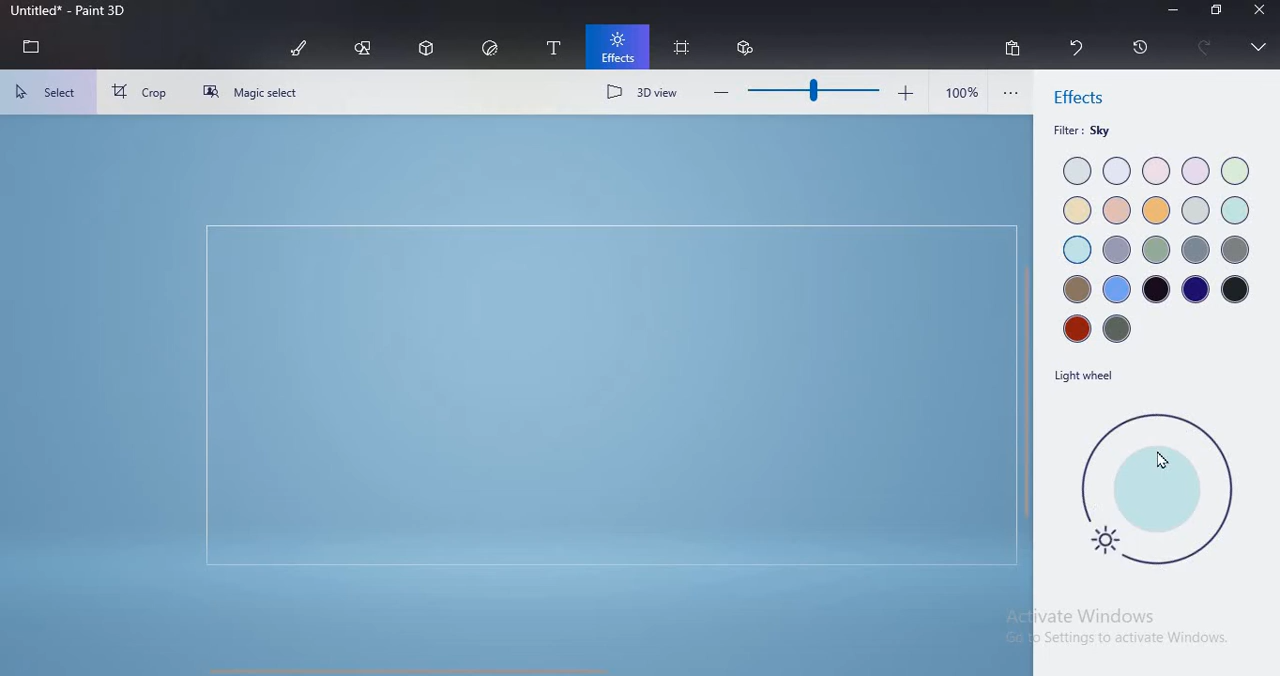 Untitled* - Paint 3D
Effects
Select
Crop
Magic select
3D view
100%
Effects
Filter : Sky
Light wheel
Activate Windows
Go to Settings to activate Windows.